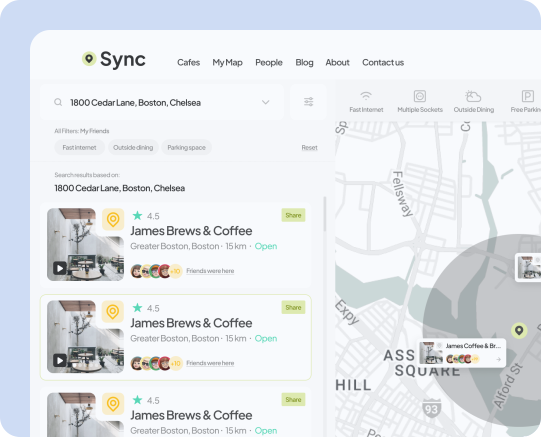 Sync
Cafes My Map People Blog About Contact us
1800 Cedar Lane, Boston, Chelsea
Fast Internet Multiple Sockets Outside Dining Free Parkin
All Filters: My Friends
Fast internet Outside dining Parking space Reset
Search results based on:
1800 Cedar Lane, Boston, Chelsea
4.5 Share
James Brews & Coffee
Greater Boston, Boston · 15 km · Open
+10 Friends were here
4.5 Share
James Brews & Coffee
Greater Boston, Boston · 15 km · Open
+10 Friends were here
4.5 Share
James Brews & Coffee
Greater Boston, Boston · 15 km · Open
Fellsway
Expy
James Coffee & Br...
ASS
SQUARE
HILL
93
Alford St